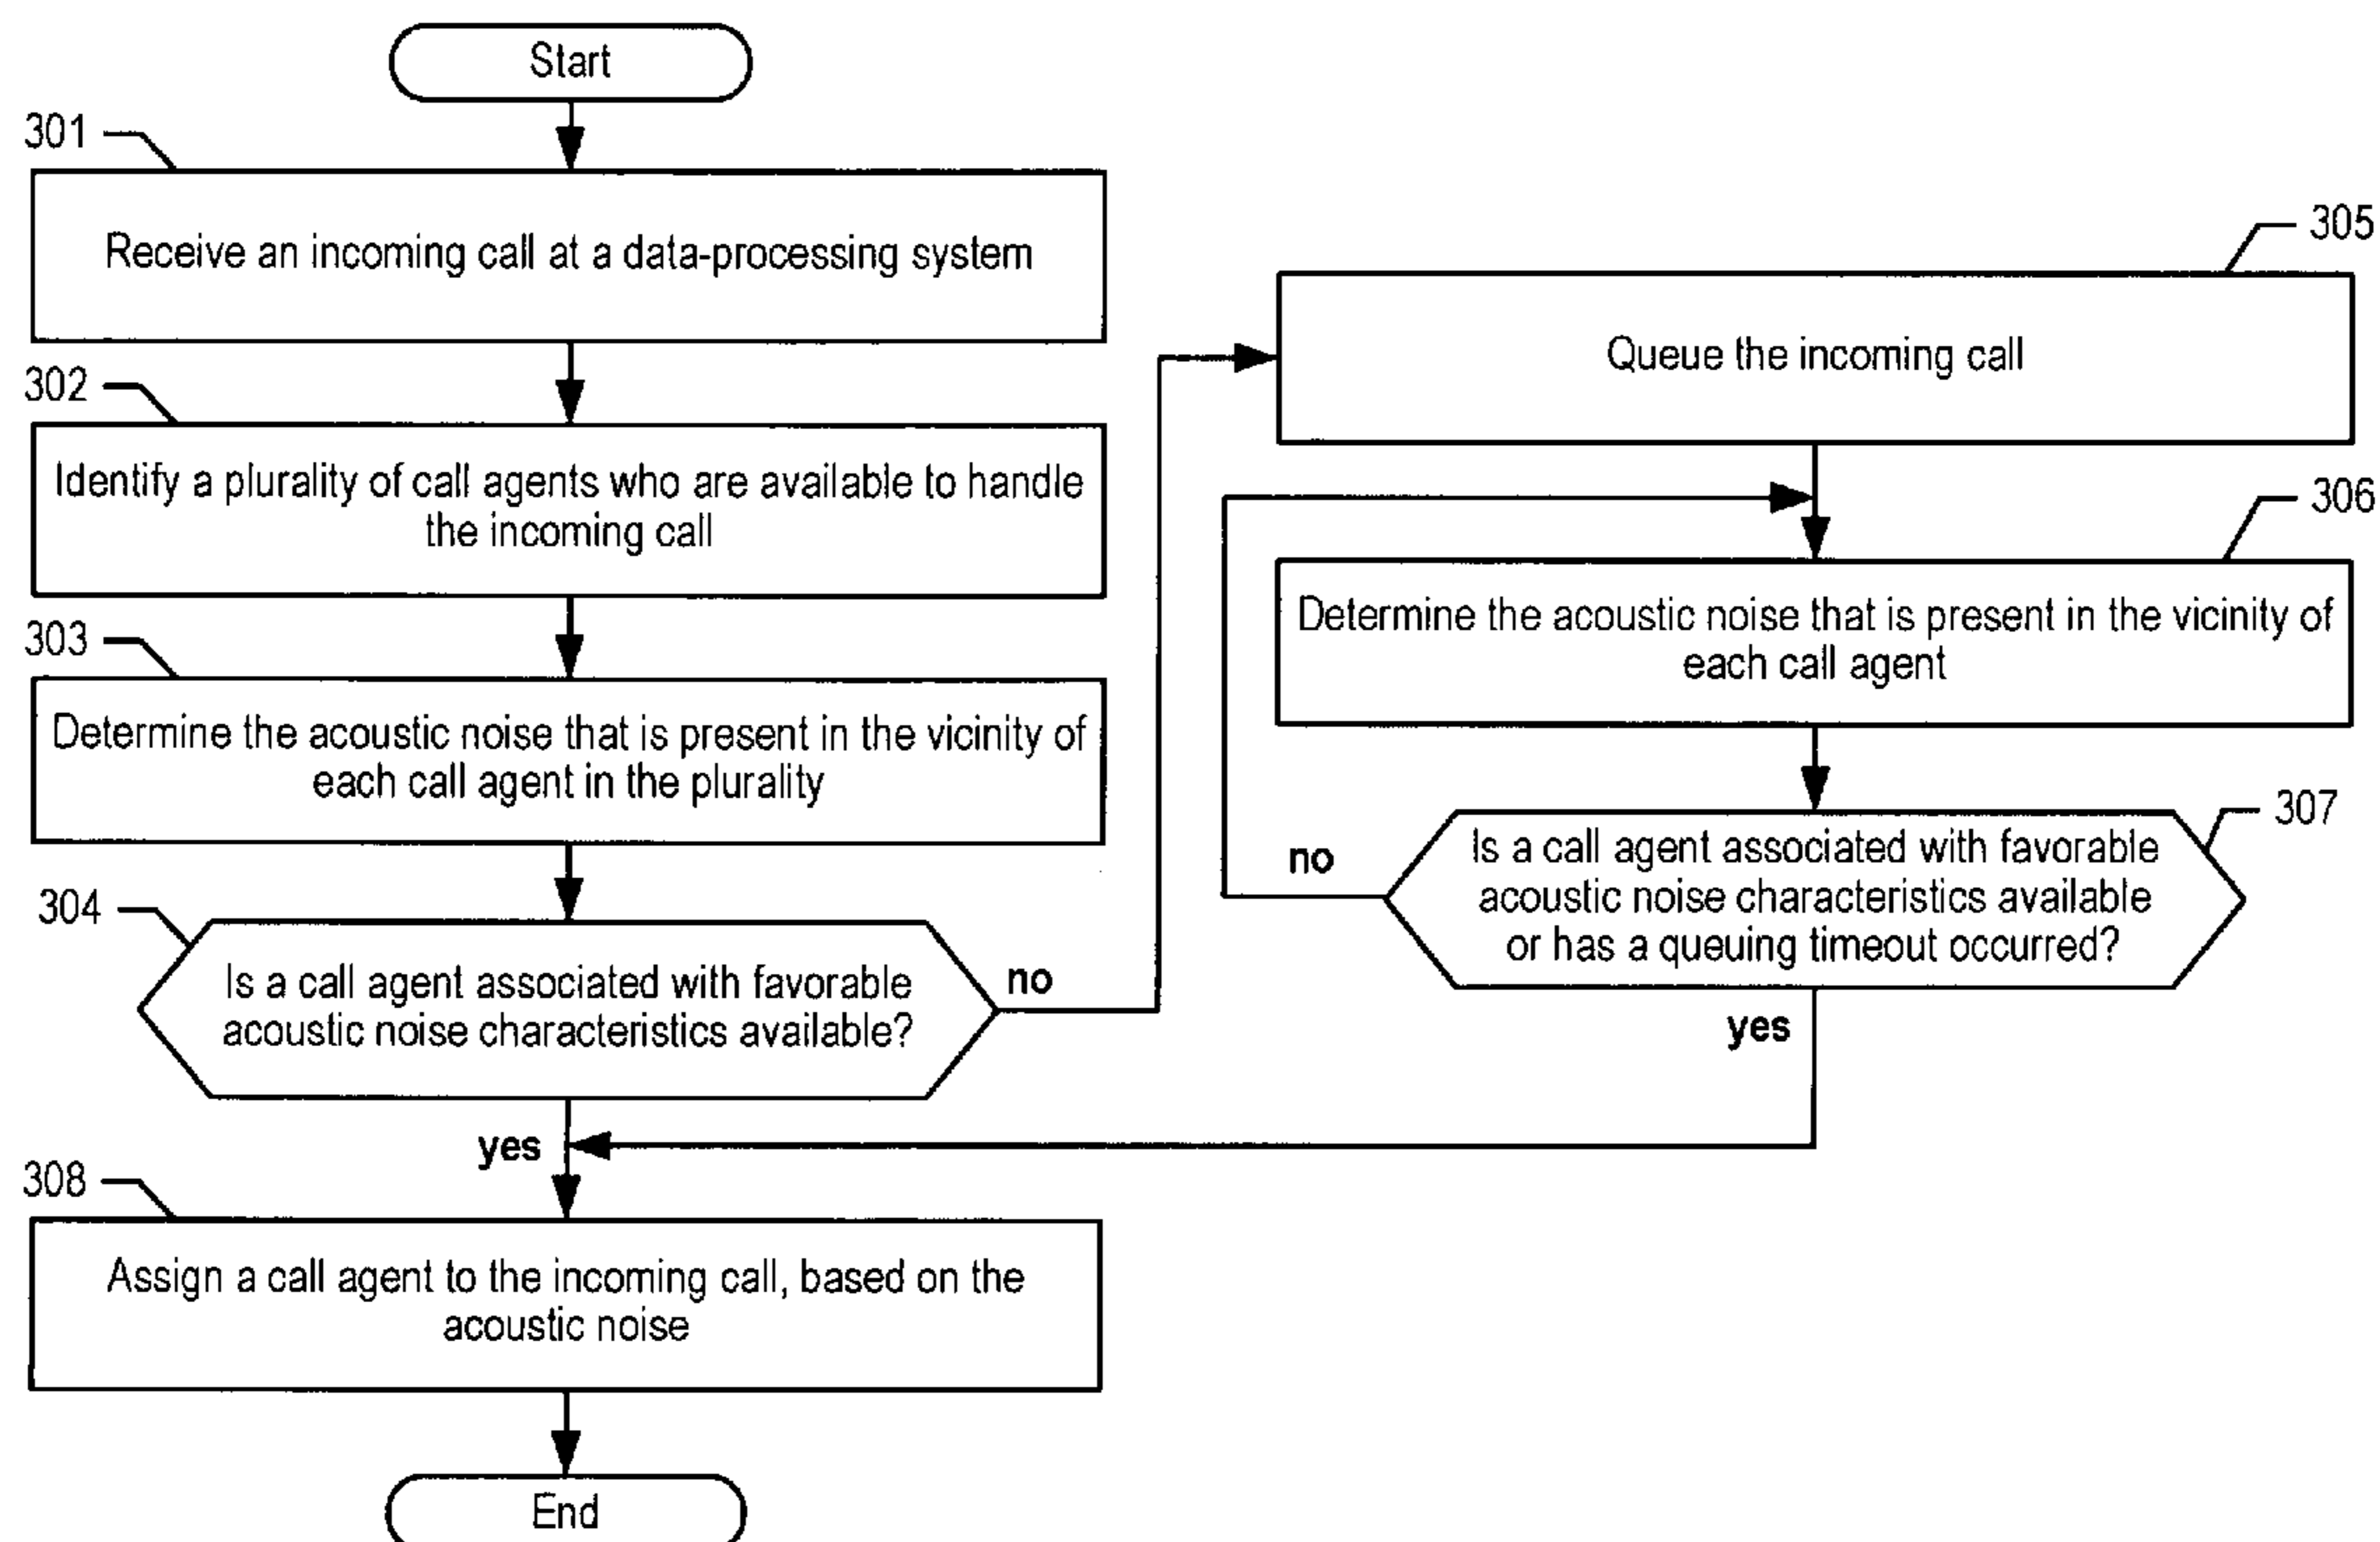 Start
301
Receive an incoming call at a data-processing system
302
Identify a plurality of call agents who are available to handle
the incoming call
303
Determine the acoustic noise that is present in the vicinity of
each call agent in the plurality
304
Is a call agent associated with favorable
acoustic noise characteristics available?
no
yes
305
Queue the incoming call
306
Determine the acoustic noise that is present in the vicinity of
each call agent
307
Is a call agent associated with favorable
acoustic noise characteristics available
or has a queuing timeout occurred?
no
yes
308
Assign a call agent to the incoming call, based on the
acoustic noise
End